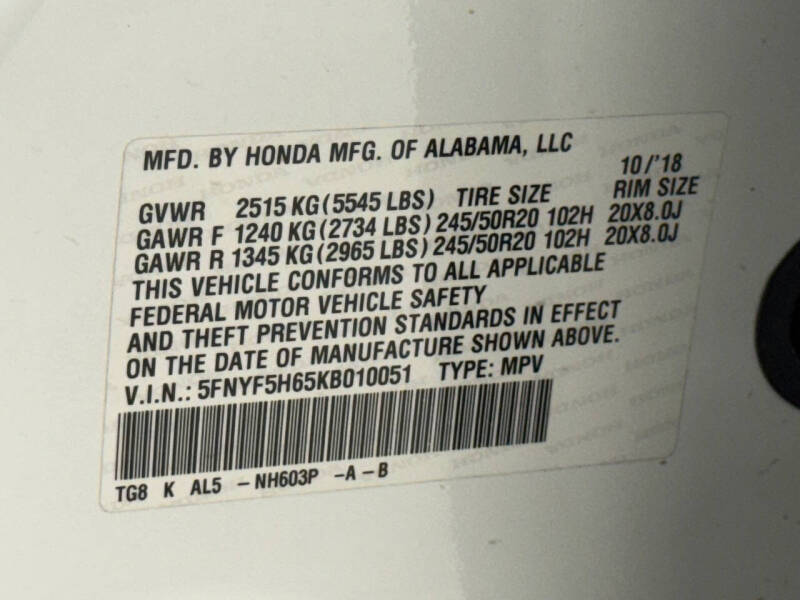 MFD. BY HONDA MFG. OF ALABAMA, LLC
10/'18
GVWR 2515 KG (5545 LBS) TIRE SIZE RIM SIZE
GAWR F 1240 KG (2734 LBS) 245/50R20 102H 20X8.0J
GAWR R 1345 KG (2965 LBS) 245/50R20 102H 20X8.0J
THIS VEHICLE CONFORMS TO ALL APPLICABLE
FEDERAL MOTOR VEHICLE SAFETY
AND THEFT PREVENTION STANDARDS IN EFFECT
ON THE DATE OF MANUFACTURE SHOWN ABOVE.
V.I.N.: 5FNYF5H65KB010051 TYPE: MPV
TG8 K AL5 -NH603P -A-B